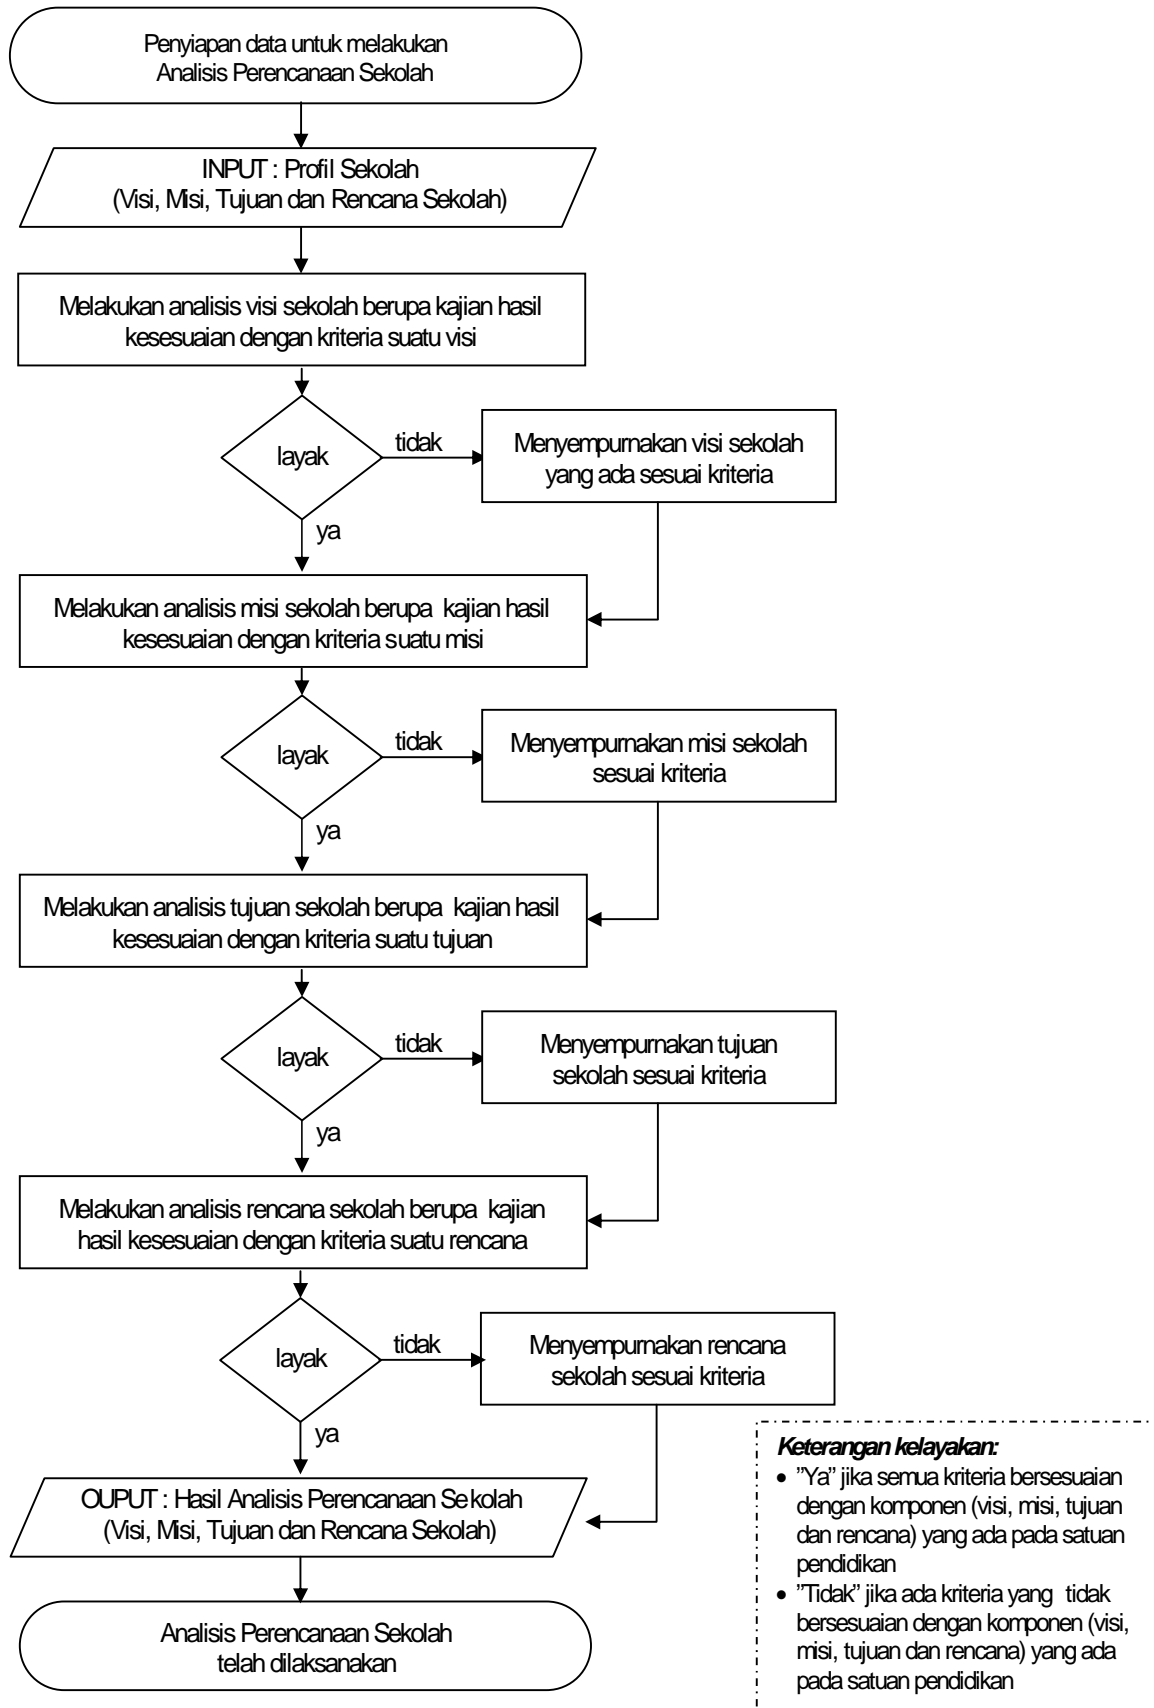 Penyiapan data untuk melakukan
Analisis Perencanaan Sekolah
INPUT : Profil Sekolah
(Visi, Misi, Tujuan dan Rencana Sekolah)
Melakukan analisis visi sekolah berupa kajian hasil
kesesuaian dengan kriteria suatu visi
layak
tidak
Menyempurnakan visi sekolah
yang ada sesuai kriteria
ya
Melakukan analisis misi sekolah berupa kajian hasil
kesesuaian dengan kriteria suatu misi
layak
tidak
Menyempurnakan misi sekolah
sesuai kriteria
ya
Melakukan analisis tujuan sekolah berupa kajian hasil
kesesuaian dengan kriteria suatu tujuan
layak
tidak
Menyempurnakan tujuan
sekolah sesuai kriteria
ya
Melakukan analisis rencana sekolah berupa kajian
hasil kesesuaian dengan kriteria suatu rencana
layak
tidak
Menyempurnakan rencana
sekolah sesuai kriteria
ya
OUPUT : Hasil Analisis Perencanaan Sekolah
(Visi, Misi, Tujuan dan Rencana Sekolah)
Analisis Perencanaan Sekolah
telah dilaksanakan
Keterangan kelayakan:
• ”Ya” jika semua kriteria bersesuaian
dengan komponen (visi, misi, tujuan
dan rencana) yang ada pada satuan
pendidikan
• ”Tidak” jika ada kriteria yang tidak
bersesuaian dengan komponen (visi,
misi, tujuan dan rencana) yang ada
pada satuan pendidikan